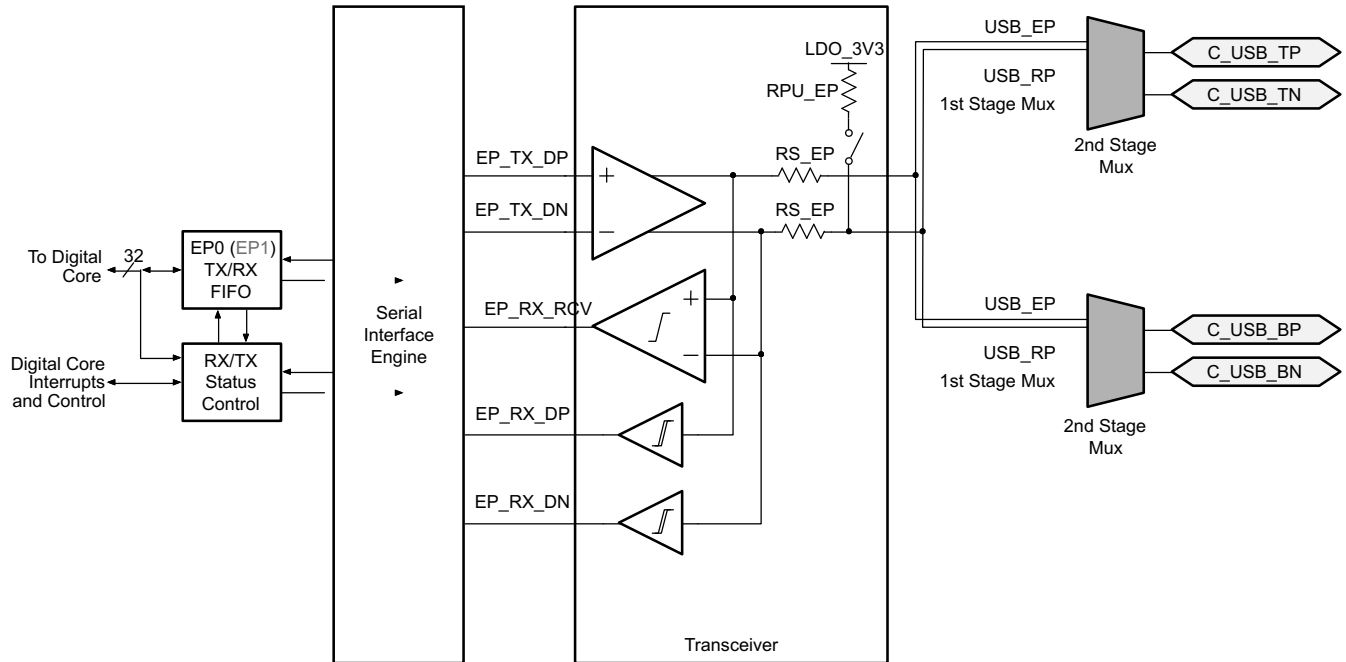 To Digital
Core
32
EP0 (EP1)
TX/RX
FIFO
Digital Core
Interrupts
and Control
RX/TX
Status
Control
Serial
Interface
Engine
EP_TX_DP
EP_TX_DN
EP_RX_RCV
EP_RX_DP
EP_RX_DN
+
−
+
−
LDO_3V3
RPU_EP
RS_EP
RS_EP
Transceiver
USB_EP
USB_RP
1st Stage Mux
2nd Stage
Mux
C_USB_TP
C_USB_TN
USB_EP
USB_RP
1st Stage Mux
2nd Stage
Mux
C_USB_BP
C_USB_BN